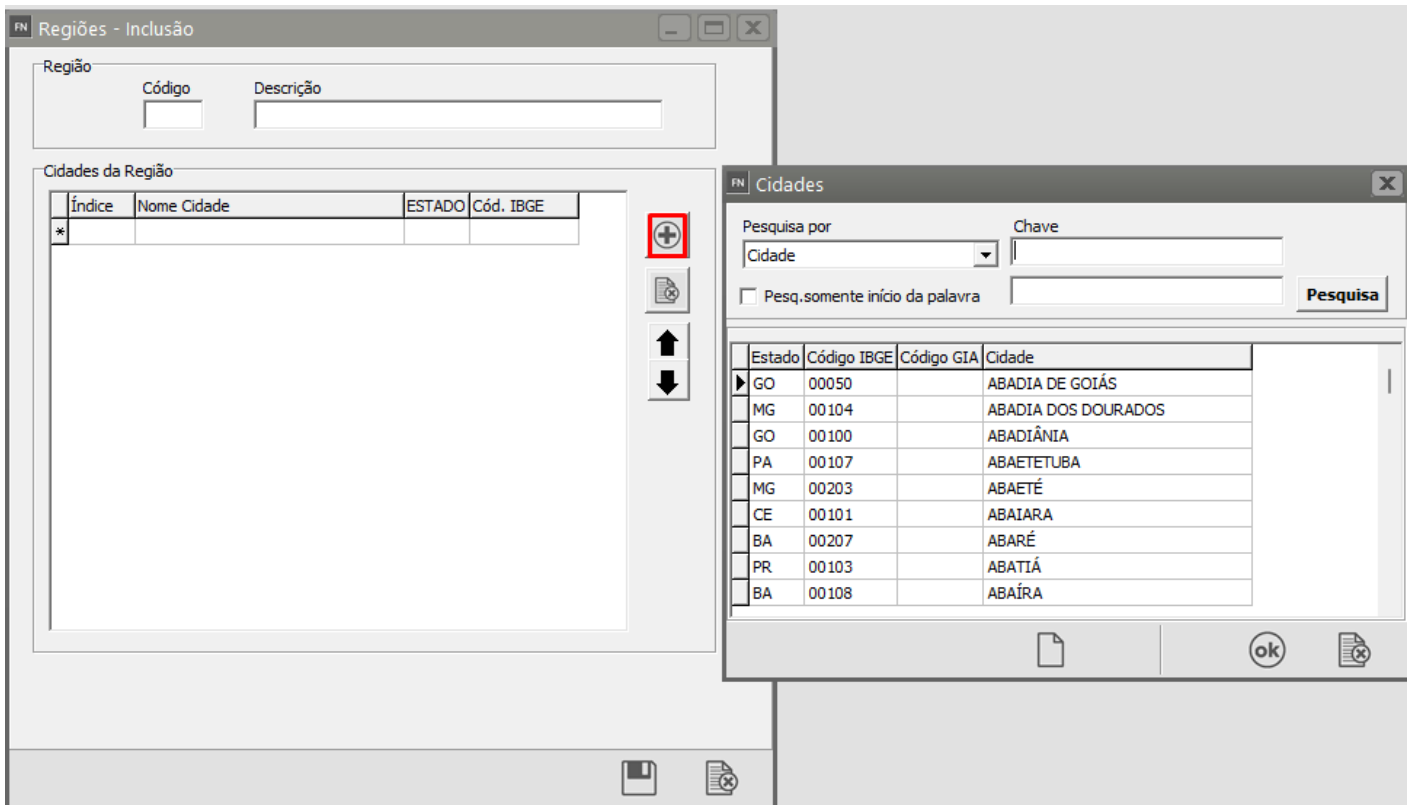 FN Regiões - Inclusão
Região
Código Descrição
Cidades da Região
Índice Nome Cidade ESTADO Cód. IBGE
*
FN Cidades
Pesquisa por Chave
Cidade
Pesq.somente início da palavra Pesquisa
Estado Código IBGE Código GIA Cidade
GO 00050 ABADIA DE GOIÁS
MG 00104 ABADIA DOS DOURADOS
GO 00100 ABADIÂNIA
PA 00107 ABAETETUBA
MG 00203 ABAETÉ
CE 00101 ABAIARA
BA 00207 ABARÉ
PR 00103 ABATIÁ
BA 00108 ABAÍRA
ok